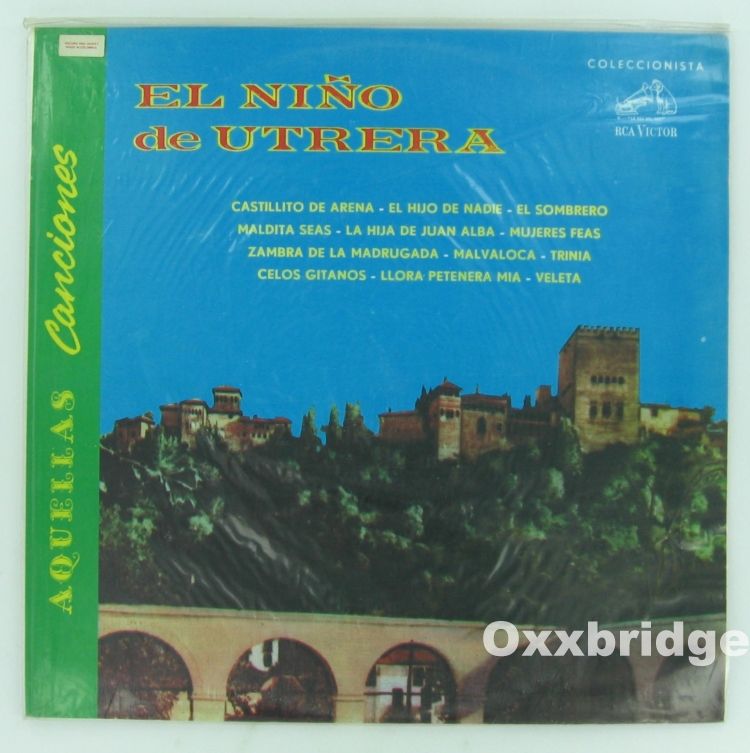 COLECCIONISTA
RCA VICTOR
EL NIÑO
de UTRERA
CASTILLITO DE ARENA - EL HIJO DE NADIE - EL SOMBRERO
MALDITA SEAS - LA HIJA DE JUAN ALBA - MUJERES FEAS
ZAMBRA DE LA MADRUGADA - MALVALOCA - TRINIA
CELOS GITANOS - LLORA PETENERA MIA - VELETA
AQUELLAS Canciones
Oxxbridge